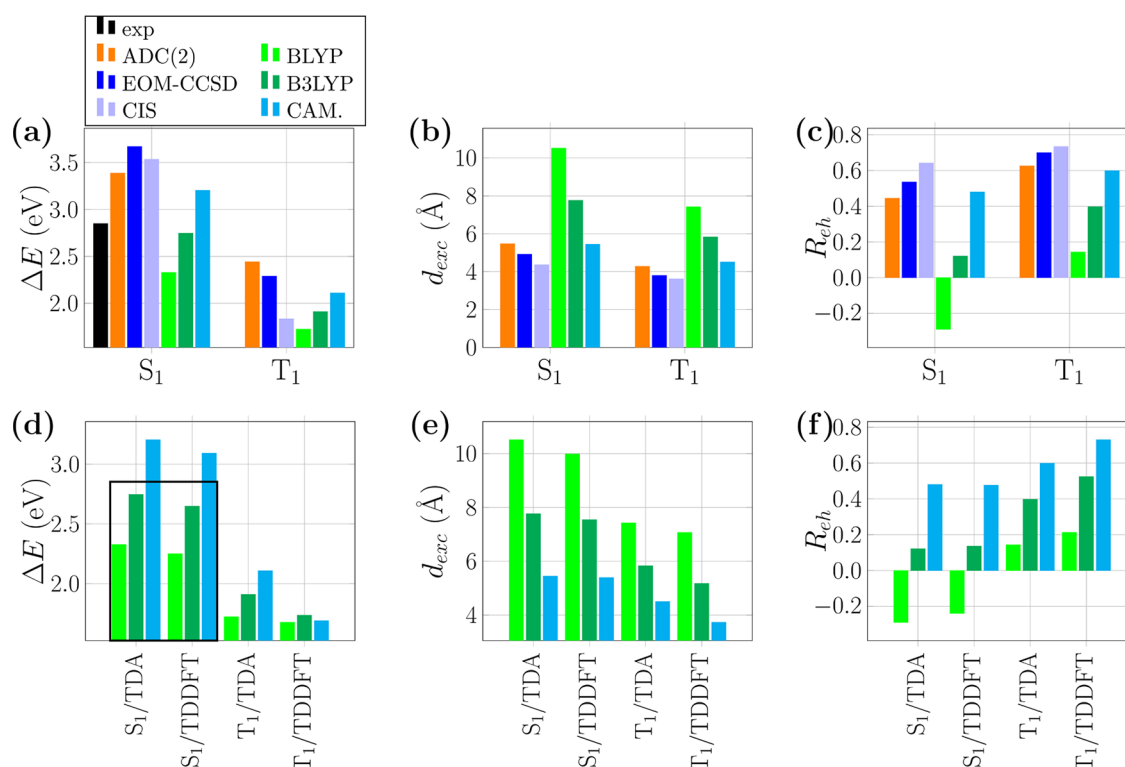 exp
ADC(2)
EOM-CCSD
CIS
BLYP
B3LYP
CAM.
(a)
ΔE (eV)
3.5
3.0
2.5
2.0
S₁
T₁
(b)
d_exc (Å)
10
8
6
4
2
0
S₁
T₁
(c)
R_eh
0.8
0.6
0.4
0.2
0.0
−0.2
S₁
T₁
(d)
ΔE (eV)
3.0
2.5
2.0
S₁/TDA
S₁/TDDFT
T₁/TDA
T₁/TDDFT
(e)
d_exc (Å)
10
8
6
4
S₁/TDA
S₁/TDDFT
T₁/TDA
T₁/TDDFT
(f)
R_eh
0.8
0.6
0.4
0.2
0.0
−0.2
S₁/TDA
S₁/TDDFT
T₁/TDA
T₁/TDDFT